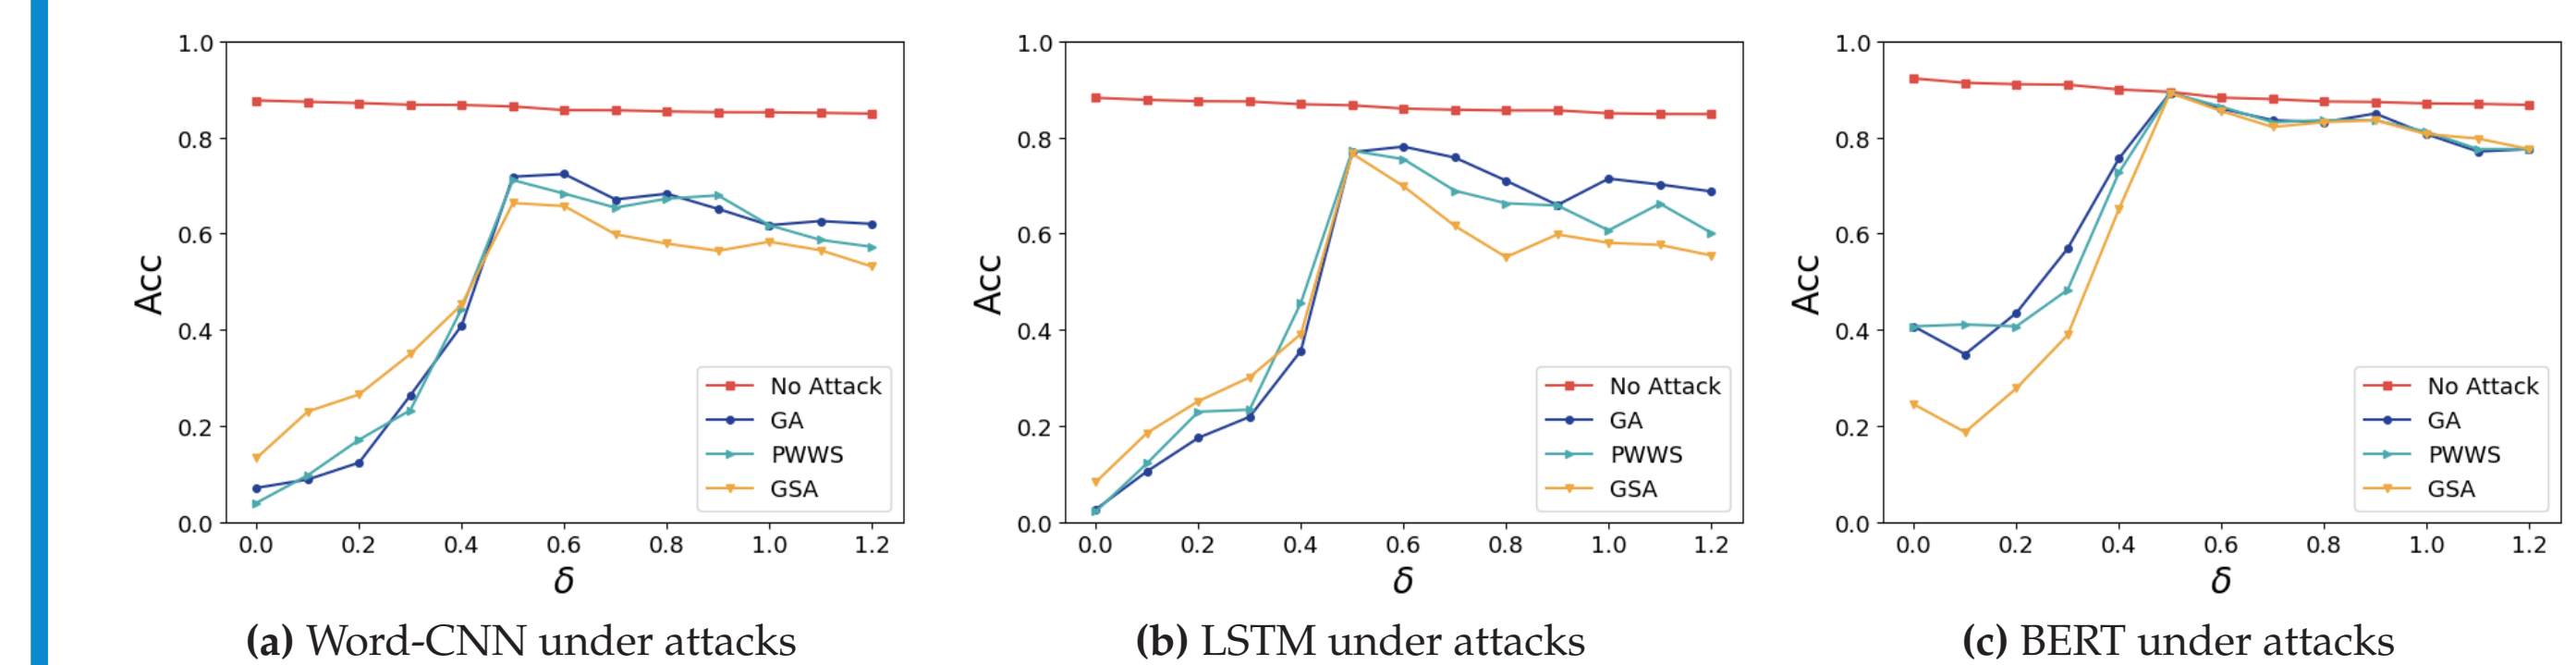 1.0
0.8
0.6
0.4
0.2
0.0
Acc
0.0 0.2 0.4 0.6 0.8 1.0 1.2
δ
No Attack
GA
PWWS
GSA
(a) Word-CNN under attacks
1.0
0.8
0.6
0.4
0.2
0.0
Acc
0.0 0.2 0.4 0.6 0.8 1.0 1.2
δ
No Attack
GA
PWWS
GSA
(b) LSTM under attacks
1.0
0.8
0.6
0.4
0.2
0.0
Acc
0.0 0.2 0.4 0.6 0.8 1.0 1.2
δ
No Attack
GA
PWWS
GSA
(c) BERT under attacks